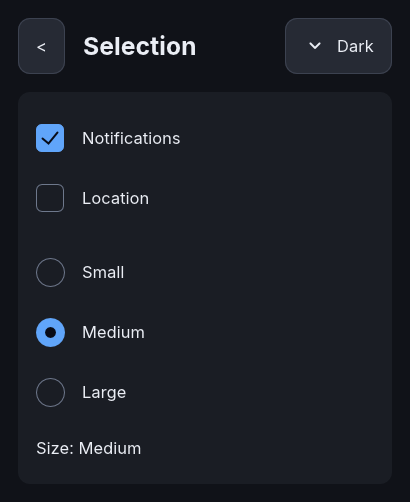 < Selection Dark
Notifications
Location
Small
Medium
Large
Size: Medium